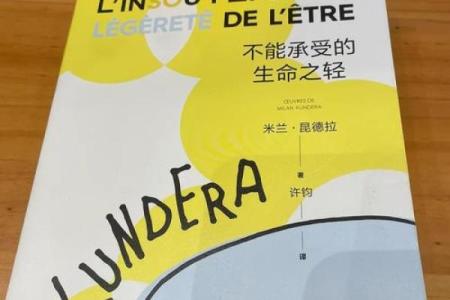 LÉGÈRETÉ DE L'ÊTRE
不能承受的
生命之轻
ŒUVRES DE
MILAN KUNDERA
米兰·昆德拉
著
许钧
译
KUNDERA